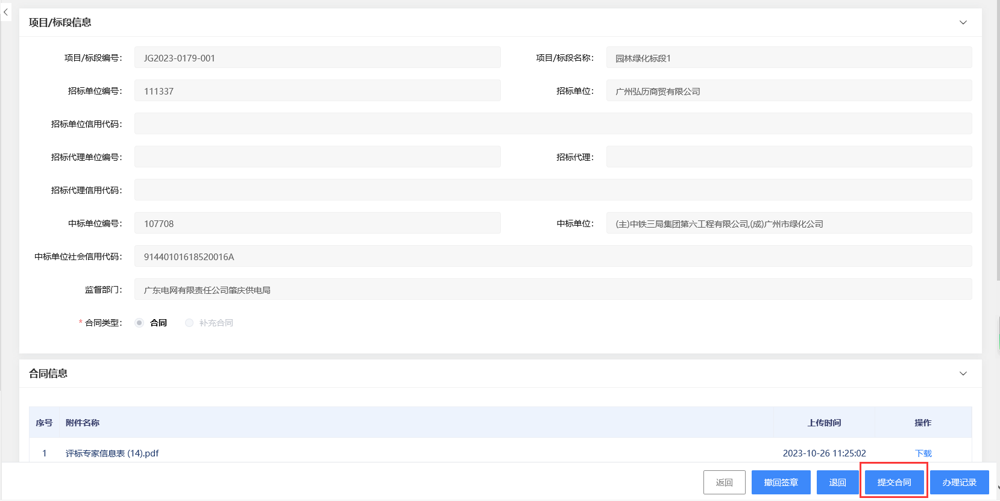 项目/标段信息
项目/标段编号： JG2023-0179-001 项目/标段名称： 园林绿化标段1
招标单位编号： 111337 招标单位： 广州弘历商贸有限公司
招标单位信用代码：
招标代理单位编号： 招标代理：
招标代理信用代码：
中标单位编号： 107708 中标单位： (主)中铁三局集团第六工程有限公司,(成)广州市绿化公司
中标单位社会信用代码： 91440101618520016A
监督部门： 广东电网有限责任公司肇庆供电局
* 合同类型： 合同 补充合同
合同信息
序号 附件名称 上传时间 操作
1 评标专家信息表 (14).pdf 2023-10-26 11:25:02 下载
返回 撤回签章 退回 提交合同 办理记录